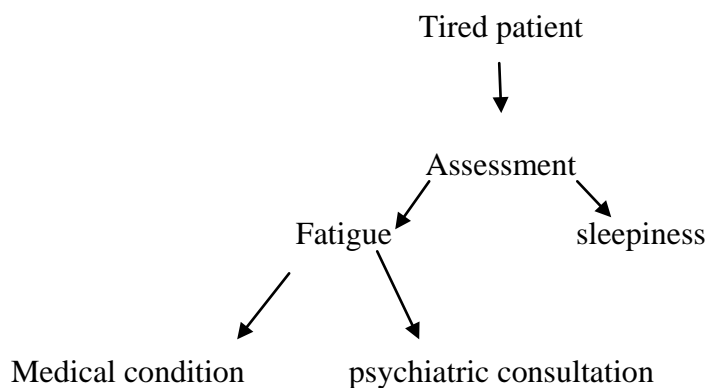 Tired patient
Assessment
Fatigue sleepiness
Medical condition psychiatric consultation